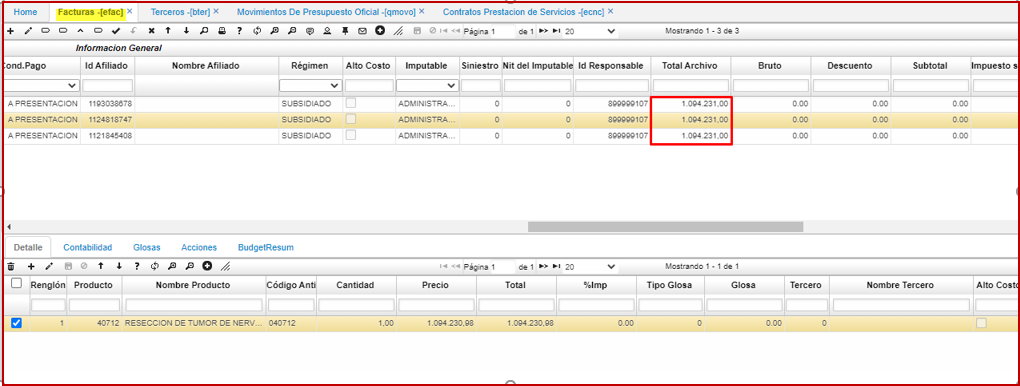 Home Facturas -[efac] × Terceros -[bter] × Movimientos De Presupuesto Oficial -[qmovo] × Contratos Prestacion de Servicios -[ecnc] ×
Página 1 de 1 20 Mostrando 1 - 3 de 3
Informacion General
Cond.Pago Id Afiliado Nombre Afiliado Régimen Alto Costo Imputable Siniestro Nit del Imputable Id Responsable Total Archivo Bruto Descuento Subtotal Impuesto s
A PRESENTACION 1193038678 SUBSIDIADO ADMINISTRA... 0 0 899999107 1.094.231,00 0.00 0.00 0.00
A PRESENTACION 1124818747 SUBSIDIADO ADMINISTRA... 0 0 899999107 1.094.231,00 0.00 0.00 0.00
A PRESENTACION 1121845408 SUBSIDIADO ADMINISTRA... 0 0 899999107 1.094.231,00 0.00 0.00 0.00
Detalle Contabilidad Glosas Acciones BudgetResum
Página 1 de 1 20 Mostrando 1 - 1 de 1
Renglón Producto Nombre Producto Código Anti Cantidad Precio Total %Imp Tipo Glosa Glosa Tercero Nombre Tercero Alto Costo
1 40712 RESECCION DE TUMOR DE NERV... 040712 1,00 1.094.230,98 1.094.230,98 0.00 0 0.00 0